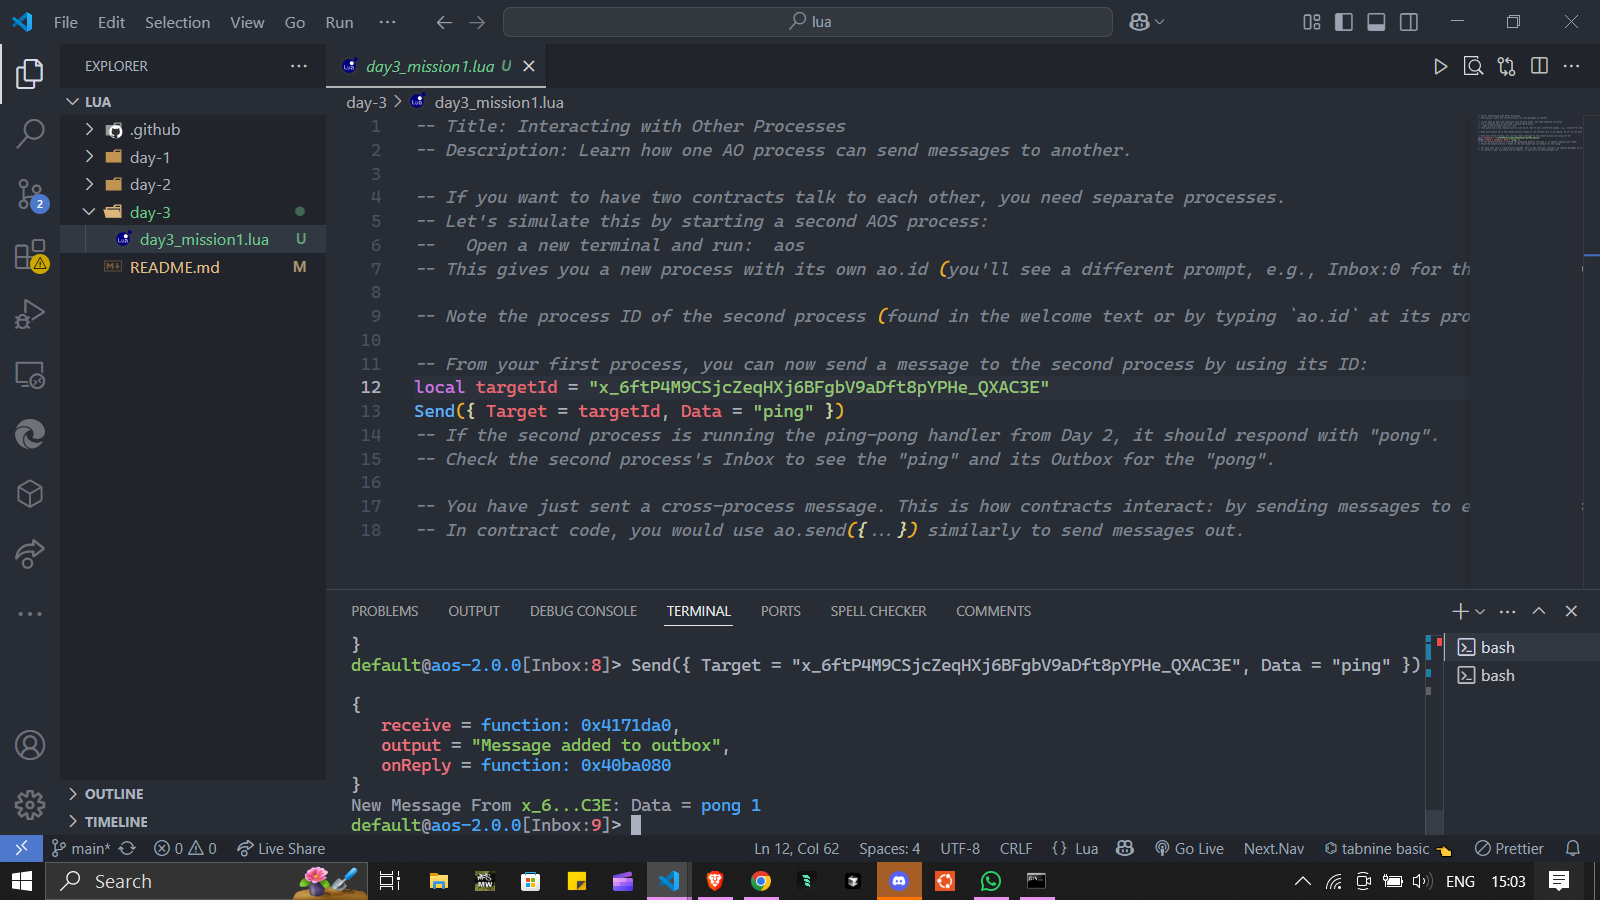 File Edit Selection View Go Run ··· lua
EXPLORER ···
LUA
.github
day-1
day-2
day-3
day3_mission1.lua U
README.md M
OUTLINE
TIMELINE
2
day3_mission1.lua U
day-3 > day3_mission1.lua
1 -- Title: Interacting with Other Processes
2 -- Description: Learn how one AO process can send messages to another.
3
4 -- If you want to have two contracts talk to each other, you need separate processes.
5 -- Let's simulate this by starting a second AOS process:
6 --   Open a new terminal and run:  aos
7 -- This gives you a new process with its own ao.id (you'll see a different prompt, e.g., Inbox:0 for th
8
9 -- Note the process ID of the second process (found in the welcome text or by typing `ao.id` at its pro
10
11 -- From your first process, you can now send a message to the second process by using its ID:
12 local targetId = "x_6ftP4M9CSjcZeqHXj6BFgbV9aDft8pYPHe_QXAC3E"
13 Send({ Target = targetId, Data = "ping" })
14 -- If the second process is running the ping-pong handler from Day 2, it should respond with "pong".
15 -- Check the second process's Inbox to see the "ping" and its Outbox for the "pong".
16
17 -- You have just sent a cross-process message. This is how contracts interact: by sending messages to e
18 -- In contract code, you would use ao.send({...}) similarly to send messages out.
PROBLEMS OUTPUT DEBUG CONSOLE TERMINAL PORTS SPELL CHECKER COMMENTS
}
default@aos-2.0.0[Inbox:8]> Send({ Target = "x_6ftP4M9CSjcZeqHXj6BFgbV9aDft8pYPHe_QXAC3E", Data = "ping" })
{
receive = function: 0x4171da0,
output = "Message added to outbox",
onReply = function: 0x40ba080
}
New Message From x_6...C3E: Data = pong 1
default@aos-2.0.0[Inbox:9]>
bash
bash
main* 0 0 Live Share Ln 12, Col 62 Spaces: 4 UTF-8 CRLF {} Lua Go Live Next.Nav tabnine basic Prettier
Search ENG 15:03